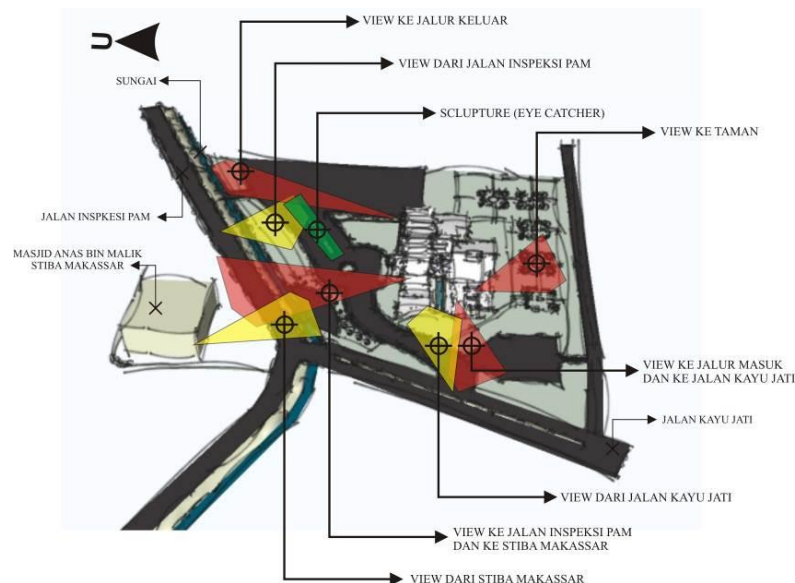 VIEW KE JALUR KELUAR
U
VIEW DARI JALAN INSPEKSI PAM
SUNGAI
SCLUPTURE (EYE CATCHER)
VIEW KE TAMAN
JALAN INSPKESI PAM
MASJID ANAS BIN MALIK
STIBA MAKASSAR
VIEW KE JALUR MASUK
DAN KE JALAN KAYU JATI
JALAN KAYU JATI
VIEW DARI JALAN KAYU JATI
VIEW KE JALAN INSPEKSI PAM
DAN KE STIBA MAKASSAR
VIEW DARI STIBA MAKASSAR